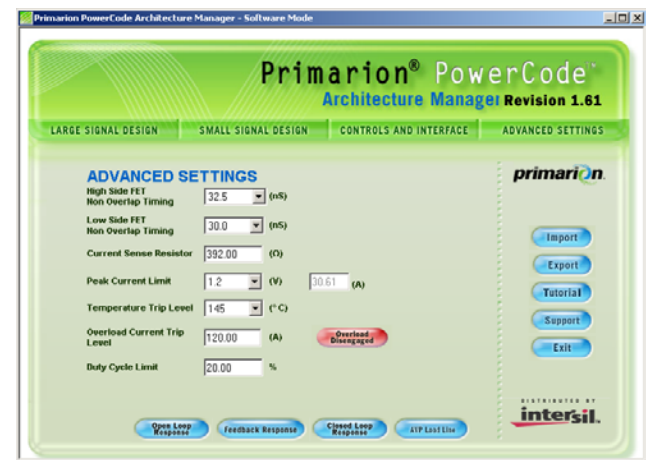 Primarion PowerCode Architecture Manager - Software Mode
Primarion® PowerCode™
Architecture Manager Revision 1.61
LARGE SIGNAL DESIGN
SMALL SIGNAL DESIGN
CONTROLS AND INTERFACE
ADVANCED SETTINGS
ADVANCED SETTINGS
High Side FET
Non Overlap Timing
32.5
(nS)
Low Side FET
Non Overlap Timing
30.0
(nS)
Current Sense Resistor
392.00
(Ω)
Peak Current Limit
1.2
(V)
30.61
(A)
Temperature Trip Level
145
(°C)
Overload Current Trip
Level
120.00
(A)
Overload
Disengaged
Duty Cycle Limit
20.00
%
Open Loop
Response
Feedback Response
Closed Loop
Response
AVP Load Line
primarion.
Import
Export
Tutorial
Support
Exit
DISTRIBUTED BY
intersil.